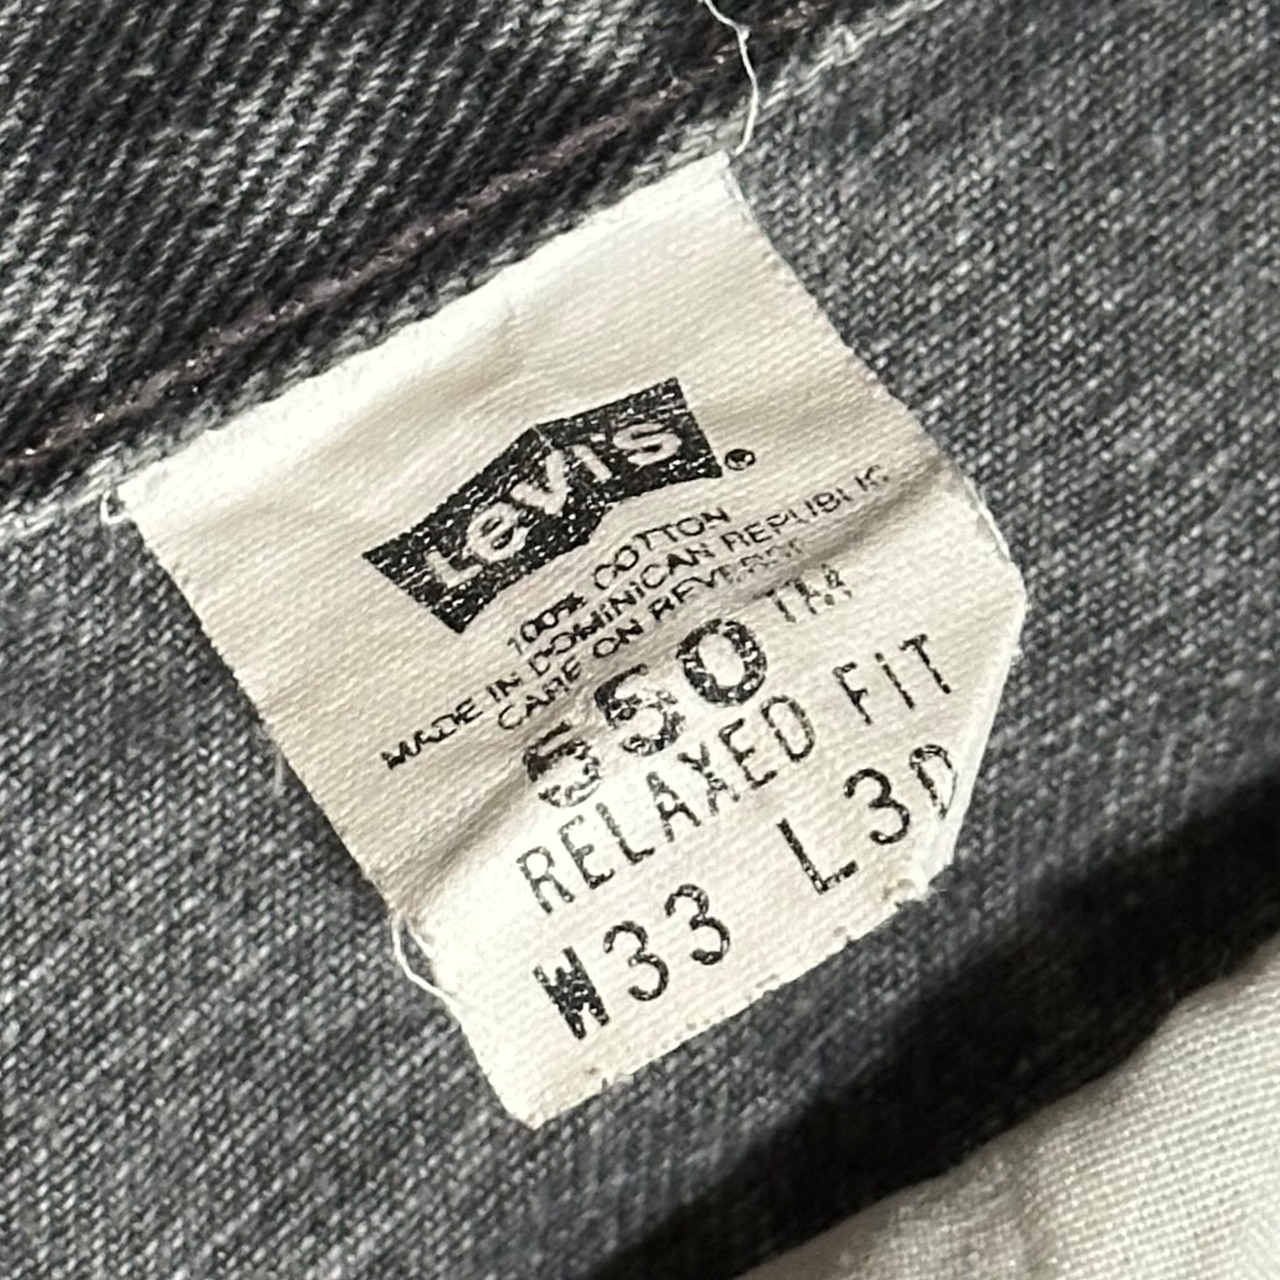 Levi's ®
100% COTTON
MADE IN DOMINICAN REPUBLIC
CARE ON REVERSE
550 TM
RELAXED FIT
W33 L30